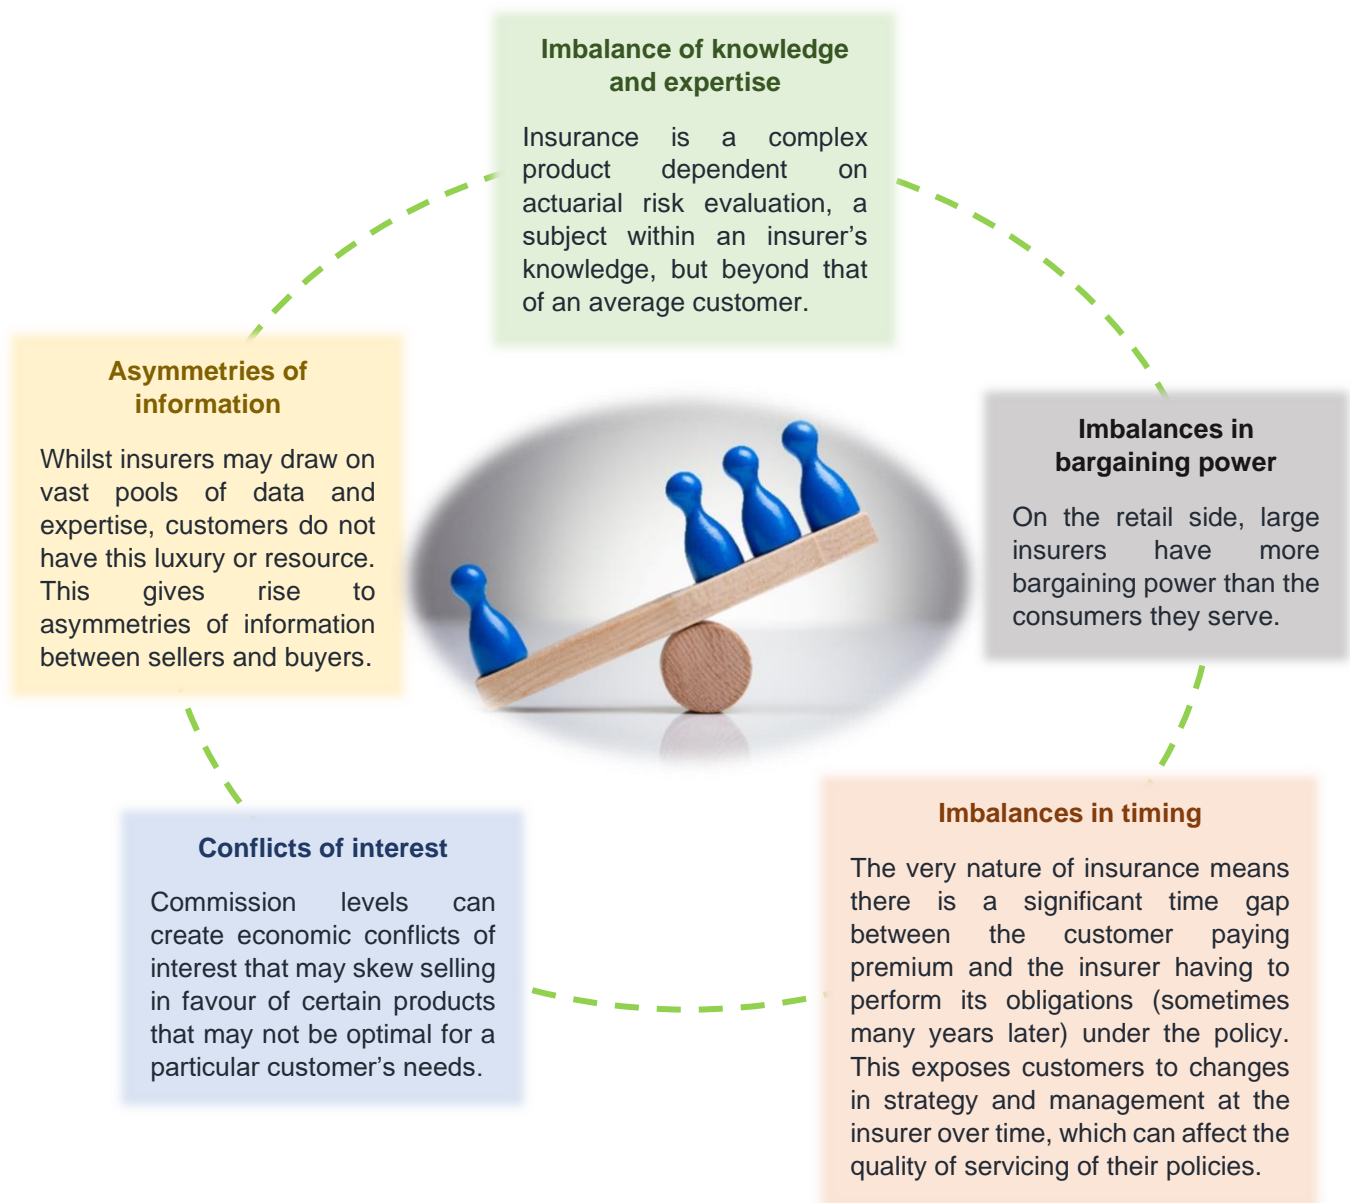 Imbalance of knowledge
and expertise
Insurance is a complex
product dependent on
actuarial risk evaluation, a
subject within an insurer’s
knowledge, but beyond that
of an average customer.
Asymmetries of
information
Whilst insurers may draw on
vast pools of data and
expertise, customers do not
have this luxury or resource.
This gives rise to
asymmetries of information
between sellers and buyers.
Imbalances in
bargaining power
On the retail side, large
insurers have more
bargaining power than the
consumers they serve.
Conflicts of interest
Commission levels can
create economic conflicts of
interest that may skew selling
in favour of certain products
that may not be optimal for a
particular customer’s needs.
Imbalances in timing
The very nature of insurance means
there is a significant time gap
between the customer paying
premium and the insurer having to
perform its obligations (sometimes
many years later) under the policy.
This exposes customers to changes
in strategy and management at the
insurer over time, which can affect the
quality of servicing of their policies.